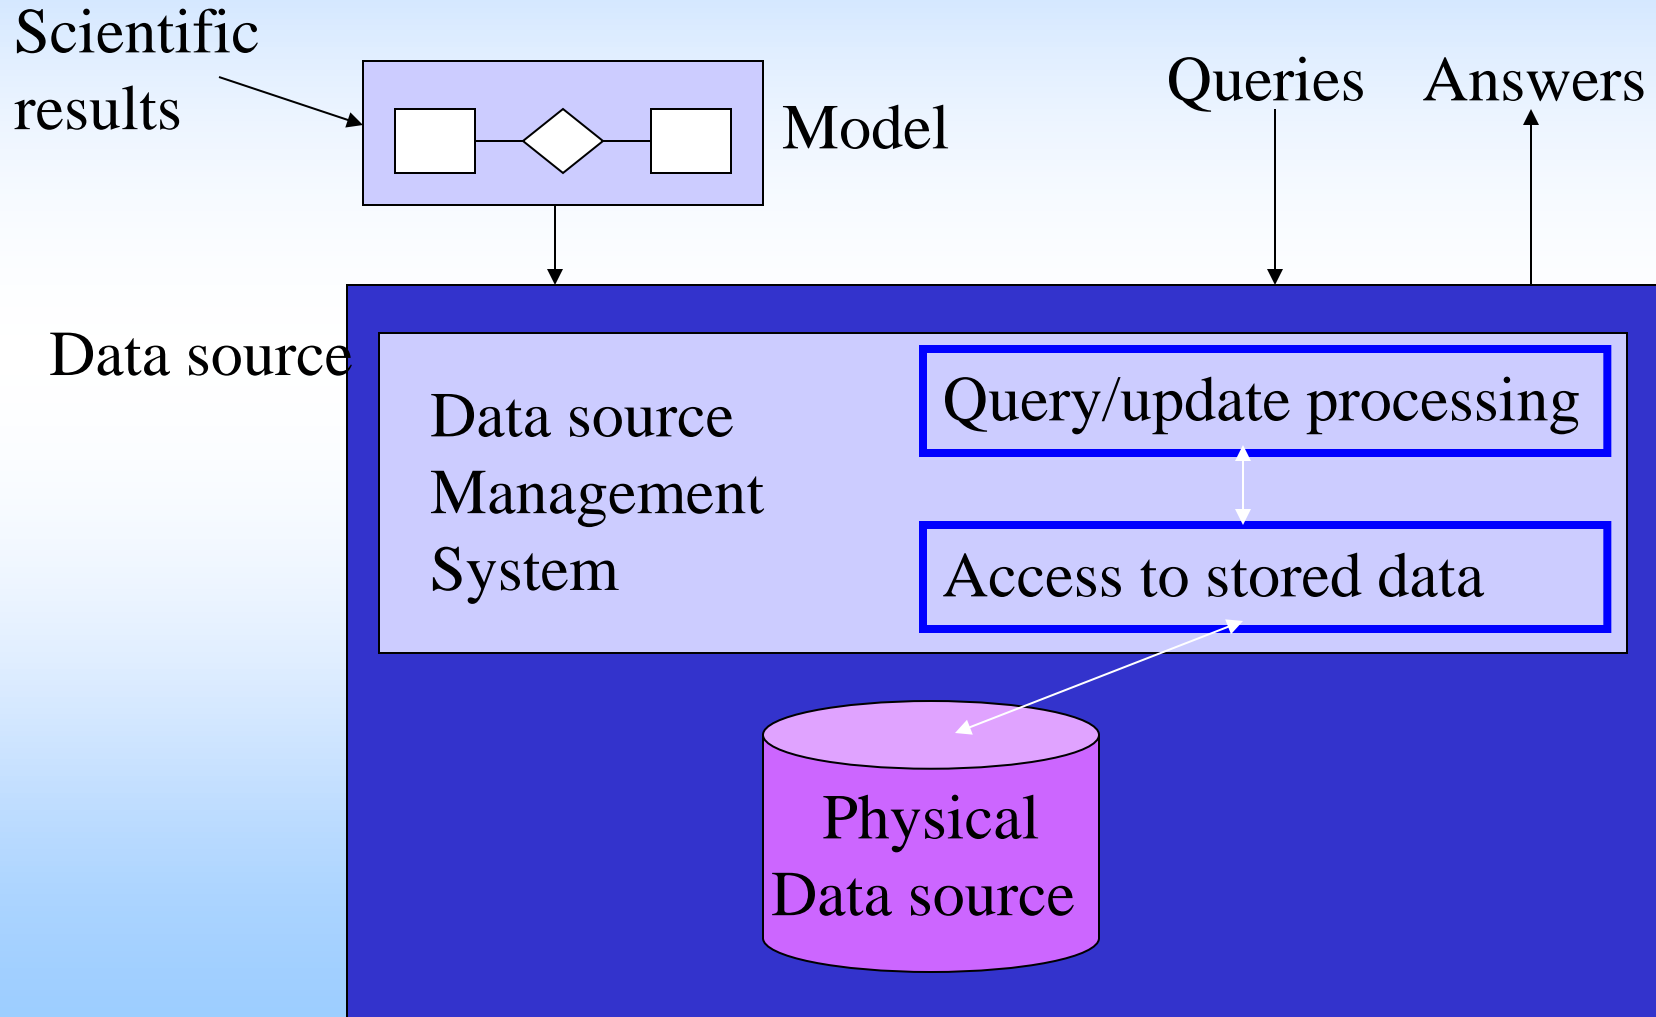 Scientific
results
Model
Queries
Answers
Data source
Data source
Management
System
Query/update processing
Access to stored data
Physical
Data source